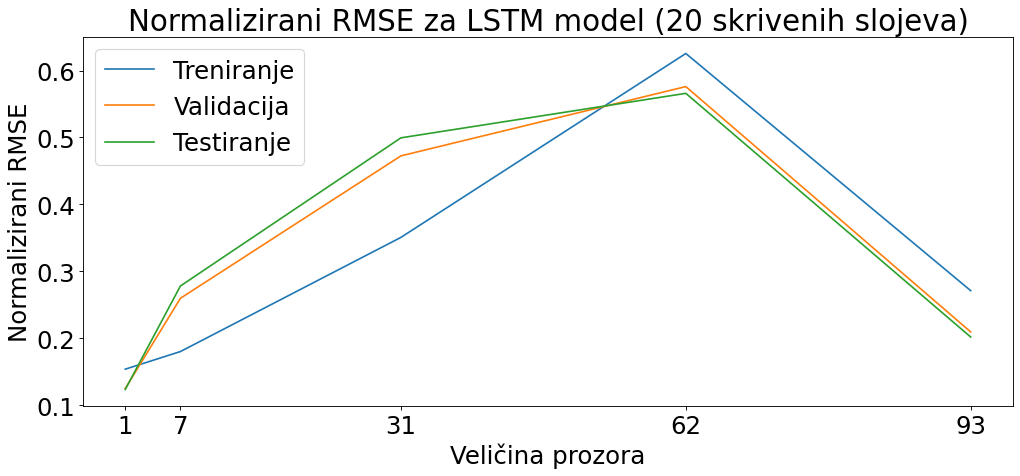 Normalizirani RMSE za LSTM model (20 skrivenih slojeva)
Treniranje
Validacija
Testiranje
Normalizirani RMSE
0.6
0.5
0.4
0.3
0.2
0.1
1 7 31 62 93
Veličina prozora